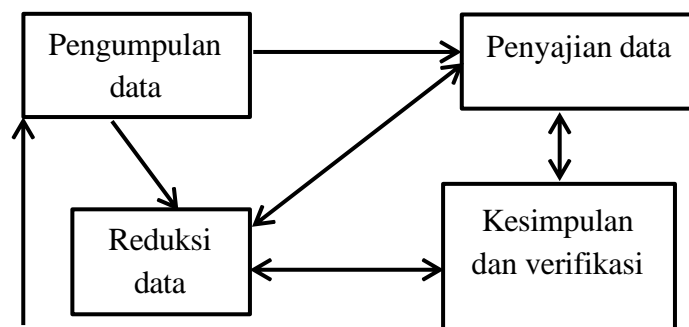 Pengumpulan
data
Penyajian data
Reduksi
data
Kesimpulan
dan verifikasi